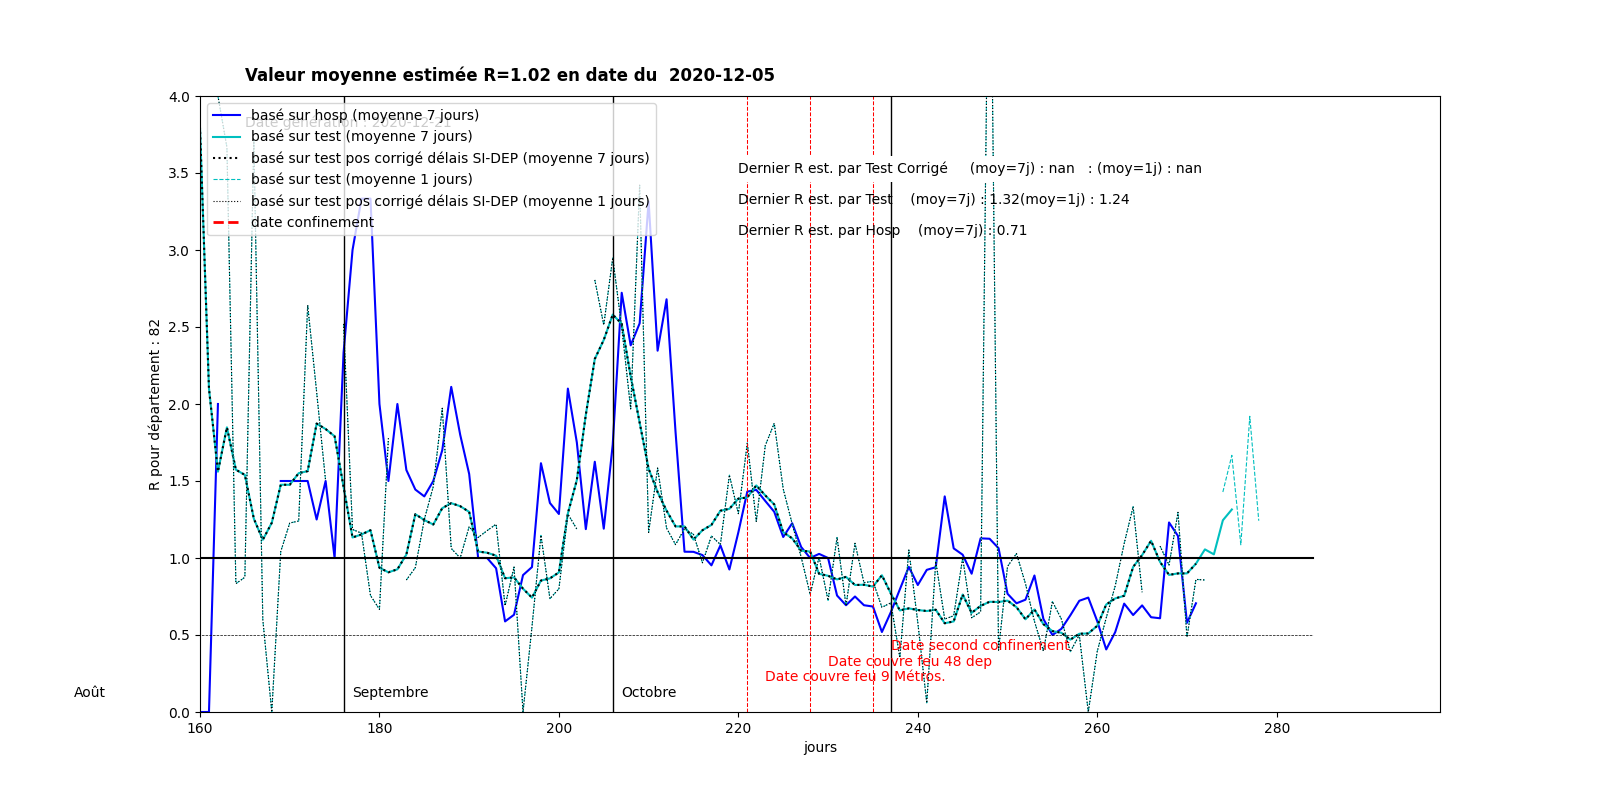 Valeur moyenne estimée R=1.02 en date du  2020-12-05
Date génération : 2020-12-21
basé sur hosp (moyenne 7 jours)
basé sur test (moyenne 7 jours)
basé sur test pos corrigé délais SI-DEP (moyenne 7 jours)
basé sur test (moyenne 1 jours)
basé sur test pos corrigé délais SI-DEP (moyenne 1 jours)
date confinement
Dernier R est. par Test Corrigé     (moy=7j) : nan   : (moy=1j) : nan
Dernier R est. par Test    (moy=7j) : 1.32(moy=1j) : 1.24
Dernier R est. par Hosp    (moy=7j) : 0.71
R pour département : 82
4.0
3.5
3.0
2.5
2.0
1.5
1.0
0.5
0.0
Date second confinement
Date couvre feu 48 dep
Date couvre feu 9 Métros.
Août
Septembre
Octobre
160
180
200
220
240
260
280
jours